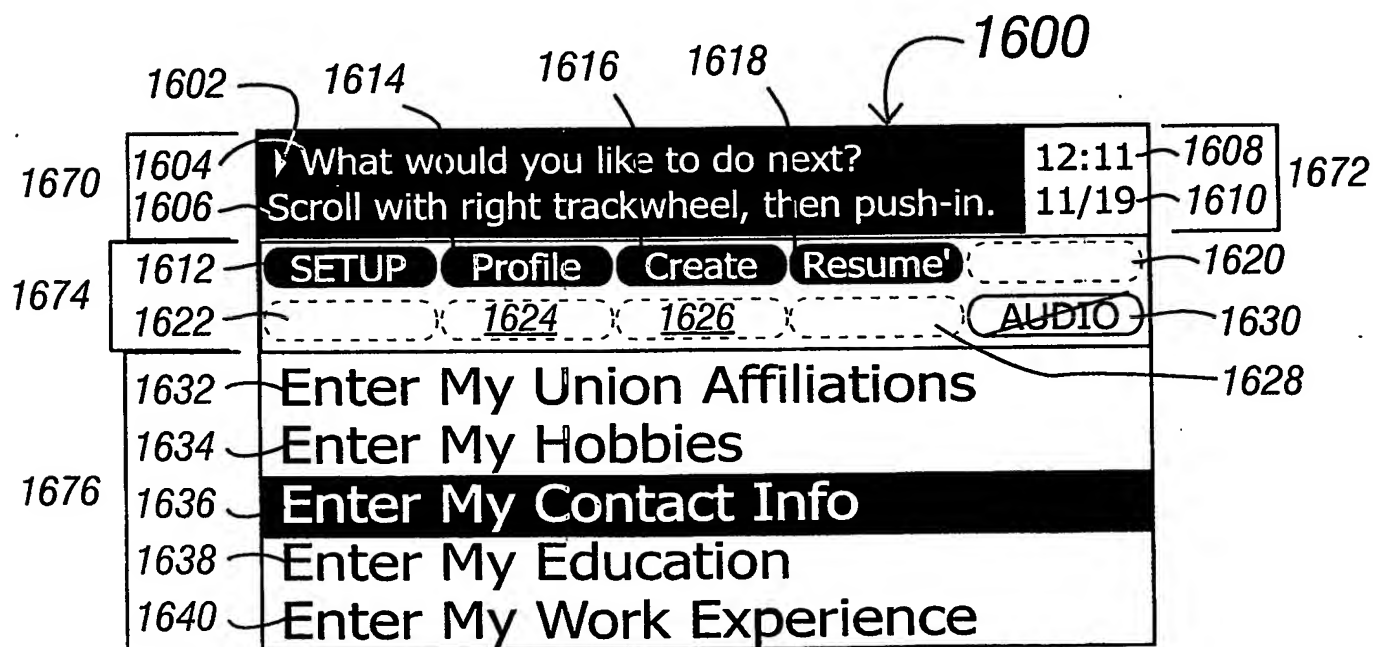 1600
1602 1614 1616 1618
1670 1604 What would you like to do next? 12:11 1608 1672
1606 Scroll with right trackwheel, then push-in. 11/19 1610
1674 1612 SETUP Profile Create Resume' 1620
1622 1624 1626 AUDIO 1630
1632 Enter My Union Affiliations 1628
1634 Enter My Hobbies
1676 1636 Enter My Contact Info
1638 Enter My Education
1640 Enter My Work Experience